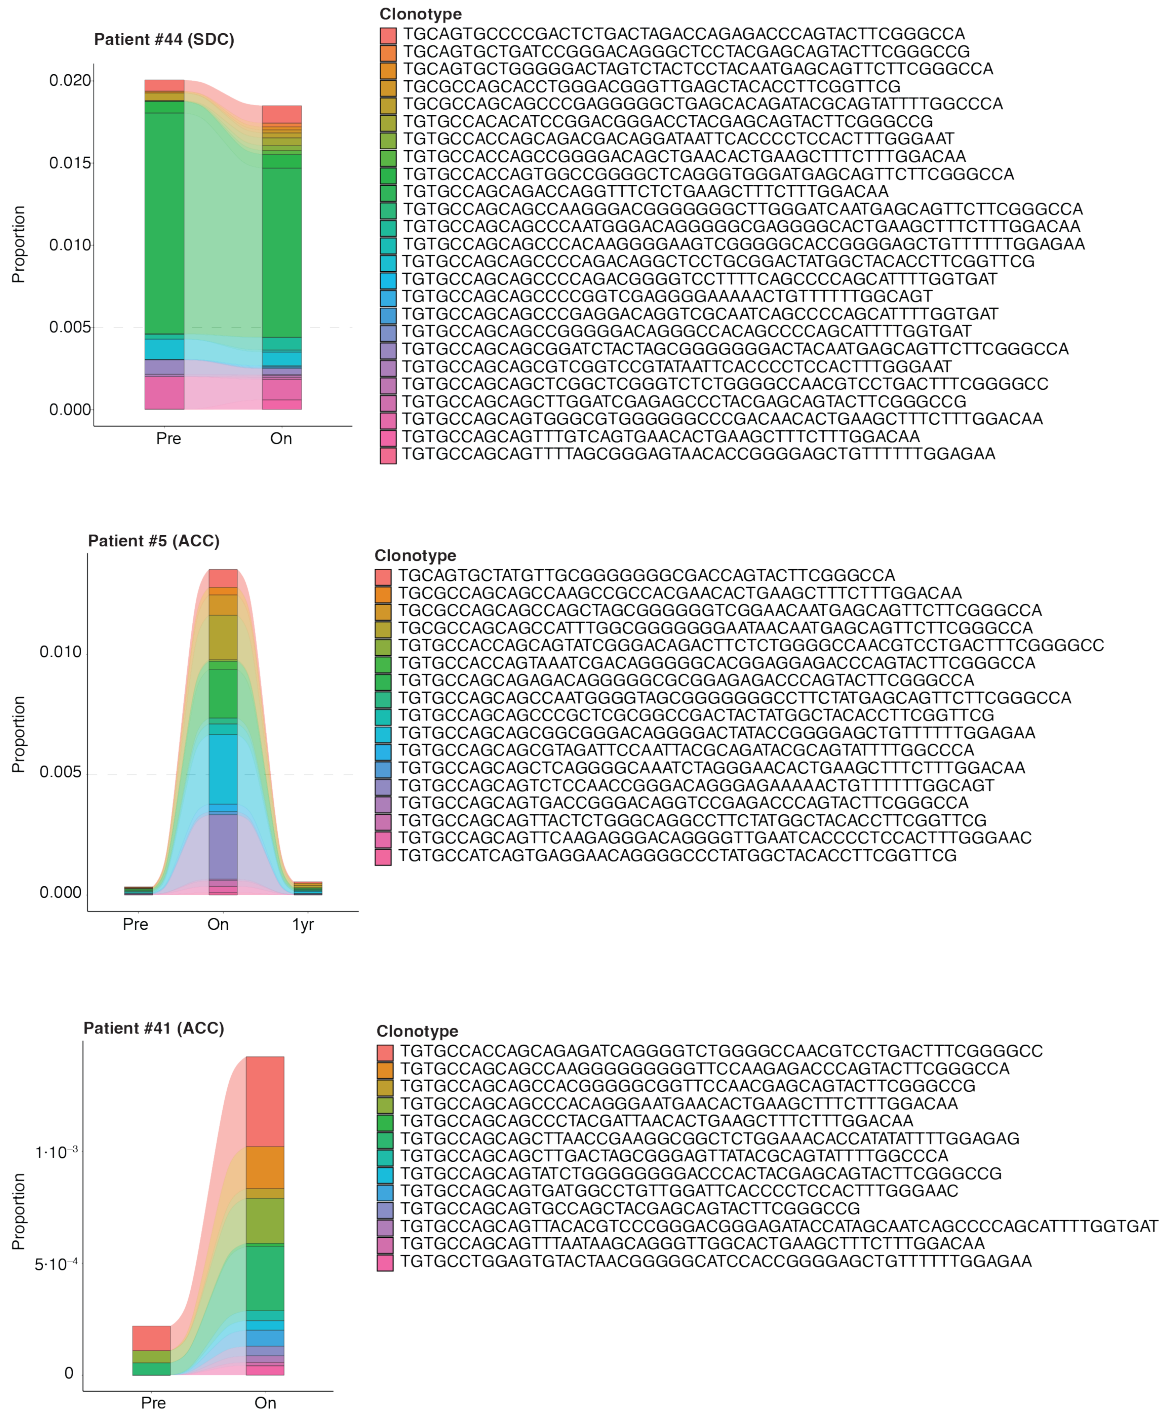 Patient #44 (SDC)
Proportion
0.020
0.015
0.010
0.005
0.000
Pre
On
Clonotype
TGCAGTGCCCCGACTCTGACTAGACCAGAGACCCAGTACTTCGGGCCA
TGCAGTGCTGATCCGGGACAGGGCTCCTACGAGCAGTACTTCGGGCCG
TGCAGTGCTGGGGGACTAGTCTACTCCTACAATGAGCAGTTCTTCGGGCCA
TGCGCCAGCACCTGGGACGGGTTGAGCTACACCTTCGGTTCG
TGCGCCAGCAGCCCGAGGGGGCTGAGCACAGATACGCAGTATTTTGGCCCA
TGTGCCACACATCCGGACGGGACCTACGAGCAGTACTTCGGGCCG
TGTGCCACCAGCAGACGACAGGATAATTCACCCCTCCACTTTGGGAAT
TGTGCCACCAGCCGGGGACAGCTGAACACTGAAGCTTTCTTTGGACAA
TGTGCCACCAGTGGCCGGGGCTCAGGGTGGGATGAGCAGTTCTTCGGGCCA
TGTGCCAGCAGACCAGGTTTCTCTGAAGCTTTCTTTGGACAA
TGTGCCAGCAGCCAAGGGACGGGGGGGCTTGGGATCAATGAGCAGTTCTTCGGGCCA
TGTGCCAGCAGCCCAATGGGACAGGGGGCGAGGGGCACTGAAGCTTTCTTTGGACAA
TGTGCCAGCAGCCCACAAGGGGAAGTCGGGGGCACCGGGGAGCTGTTTTTTGGAGAA
TGTGCCAGCAGCCCCAGACAGGCTCCTGCGGACTATGGCTACACCTTCGGTTCG
TGTGCCAGCAGCCCCAGACGGGGTCCTTTTCAGCCCCAGCATTTTGGTGAT
TGTGCCAGCAGCCCCGGTCGAGGGGAAAAACTGTTTTTTGGCAGT
TGTGCCAGCAGCCCGAGGACAGGTCGCAATCAGCCCCAGCATTTTGGTGAT
TGTGCCAGCAGCCGGGGGACAGGGCCACAGCCCCAGCATTTTGGTGAT
TGTGCCAGCAGCGGATCTACTAGCGGGGGGGACTACAATGAGCAGTTCTTCGGGCCA
TGTGCCAGCAGCGTCGGTCCGTATAATTCACCCCTCCACTTTGGGAAT
TGTGCCAGCAGCTCGGCTCGGGTCTCTGGGGCCAACGTCCTGACTTTCGGGGCC
TGTGCCAGCAGCTTGGATCGAGAGCCCTACGAGCAGTACTTCGGGCCG
TGTGCCAGCAGTGGGCGTGGGGGGCCCGACAACACTGAAGCTTTCTTTGGACAA
TGTGCCAGCAGTTTGTCAGTGAACACTGAAGCTTTCTTTGGACAA
TGTGCCAGCAGTTTTAGCGGGAGTAACACCGGGGAGCTGTTTTTTGGAGAA
Patient #5 (ACC)
Proportion
0.010
0.005
0.000
Pre
On
1yr
Clonotype
TGCAGTGCTATGTTGCGGGGGGGCGACCAGTACTTCGGGCCA
TGCGCCAGCAGCCAAGCCGCCACGAACACTGAAGCTTTCTTTGGACAA
TGCGCCAGCAGCCAGCTAGCGGGGGGTCGGAACAATGAGCAGTTCTTCGGGCCA
TGCGCCAGCAGCCATTTGGCGGGGGGGAATAACAATGAGCAGTTCTTCGGGCCA
TGTGCCACCAGCAGTATCGGGACAGACTTCTCTGGGGCCAACGTCCTGACTTTCGGGGCC
TGTGCCACCAGTAAATCGACAGGGGGCACGGAGGAGACCCAGTACTTCGGGCCA
TGTGCCAGCAGAGACAGGGGGCGCGGAGAGACCCAGTACTTCGGGCCA
TGTGCCAGCAGCCAATGGGGTAGCGGGGGGGCCTTCTATGAGCAGTTCTTCGGGCCA
TGTGCCAGCAGCCCGCTCGCGGCCGACTACTATGGCTACACCTTCGGTTCG
TGTGCCAGCAGCGGCGGGACAGGGGACTATACCGGGGAGCTGTTTTTTGGAGAA
TGTGCCAGCAGCGTAGATTCCAATTACGCAGATACGCAGTATTTTGGCCCA
TGTGCCAGCAGCTCAGGGGCAAATCTAGGGAACACTGAAGCTTTCTTTGGACAA
TGTGCCAGCAGTCTCCAACCGGGACAGGGAGAAAAACTGTTTTTTGGCAGT
TGTGCCAGCAGTGACCGGGACAGGTCCGAGACCCAGTACTTCGGGCCA
TGTGCCAGCAGTTACTCTGGGCAGGCCTTCTATGGCTACACCTTCGGTTCG
TGTGCCAGCAGTTCAAGAGGGACAGGGGTTGAATCACCCCTCCACTTTGGGAAC
TGTGCCATCAGTGAGGAACAGGGGCCCTATGGCTACACCTTCGGTTCG
Patient #41 (ACC)
Proportion
1·10⁻³
5·10⁻⁴
0
Pre
On
Clonotype
TGTGCCACCAGCAGAGATCAGGGGTCTGGGGCCAACGTCCTGACTTTCGGGGCC
TGTGCCAGCAGCCAAGGGGGGGGGGTTCCAAGAGACCCAGTACTTCGGGCCA
TGTGCCAGCAGCCACGGGGGCGGTTCCAACGAGCAGTACTTCGGGCCG
TGTGCCAGCAGCCCACAGGGAATGAACACTGAAGCTTTCTTTGGACAA
TGTGCCAGCAGCCCTACGATTAACACTGAAGCTTTCTTTGGACAA
TGTGCCAGCAGCTTAACCGAAGGCGGCTCTGGAAACACCATATATTTTGGAGAG
TGTGCCAGCAGCTTGACTAGCGGGAGTTATACGCAGTATTTTGGCCCA
TGTGCCAGCAGTATCTGGGGGGGGACCCACTACGAGCAGTACTTCGGGCCG
TGTGCCAGCAGTGATGGCCTGTTGGATTCACCCCTCCACTTTGGGAAC
TGTGCCAGCAGTGCCAGCTACGAGCAGTACTTCGGGCCG
TGTGCCAGCAGTTACACGTCCCGGGACGGGAGATACCATAGCAATCAGCCCCAGCATTTTGGTGAT
TGTGCCAGCAGTTTAATAAGCAGGGTTGGCACTGAAGCTTTCTTTGGACAA
TGTGCCTGGAGTGTACTAACGGGGGCATCCACCGGGGAGCTGTTTTTTGGAGAA